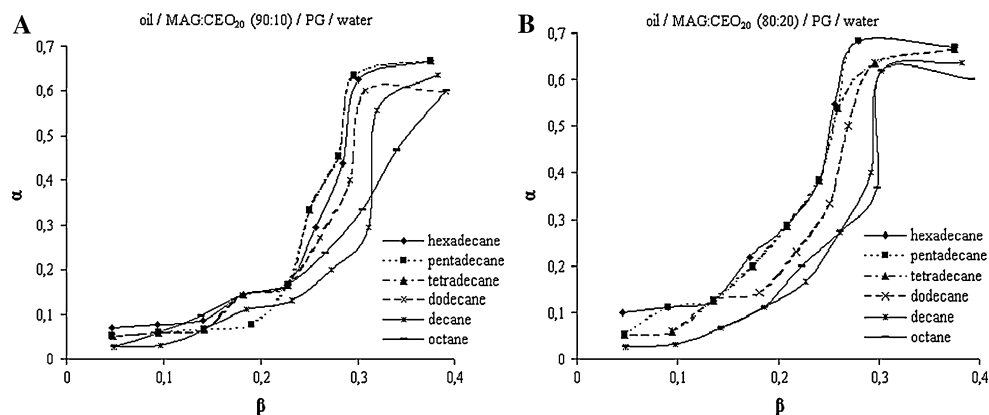 A
oil / MAG:CEO₂₀ (90:10) / PG / water
0,7
0,6
0,5
0,4
0,3
0,2
0,1
0
α
0
0,1
0,2
0,3
0,4
β
hexadecane
pentadecane
tetradecane
dodecane
decane
octane
B
oil / MAG:CEO₂₀ (80:20) / PG / water
0,7
0,6
0,5
0,4
0,3
0,2
0,1
0
α
0
0,1
0,2
0,3
0,4
β
hexadecane
pentadecane
tetradecane
dodecane
decane
octane